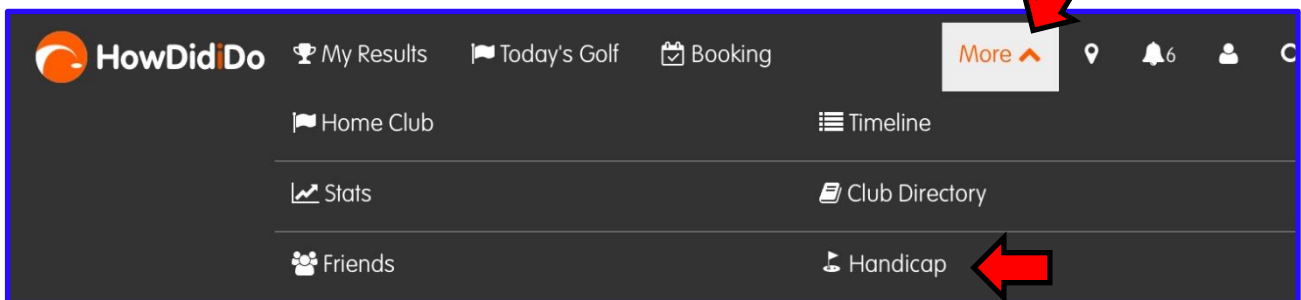 HowDidiDo My Results Today's Golf Booking More 6
Home Club Timeline
Stats Club Directory
Friends Handicap